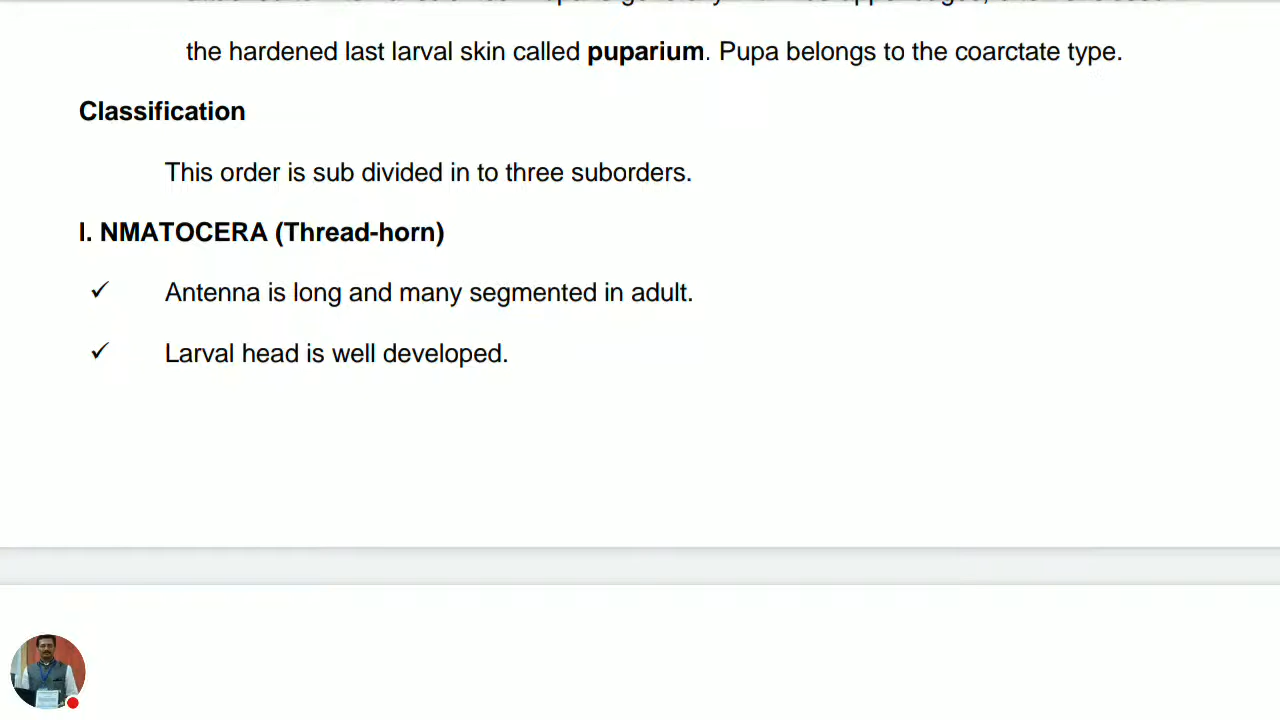 the hardened last larval skin called puparium. Pupa belongs to the coarctate type.
Classification
This order is sub divided in to three suborders.
I. NMATOCERA (Thread-horn)
✓ Antenna is long and many segmented in adult.
✓ Larval head is well developed.